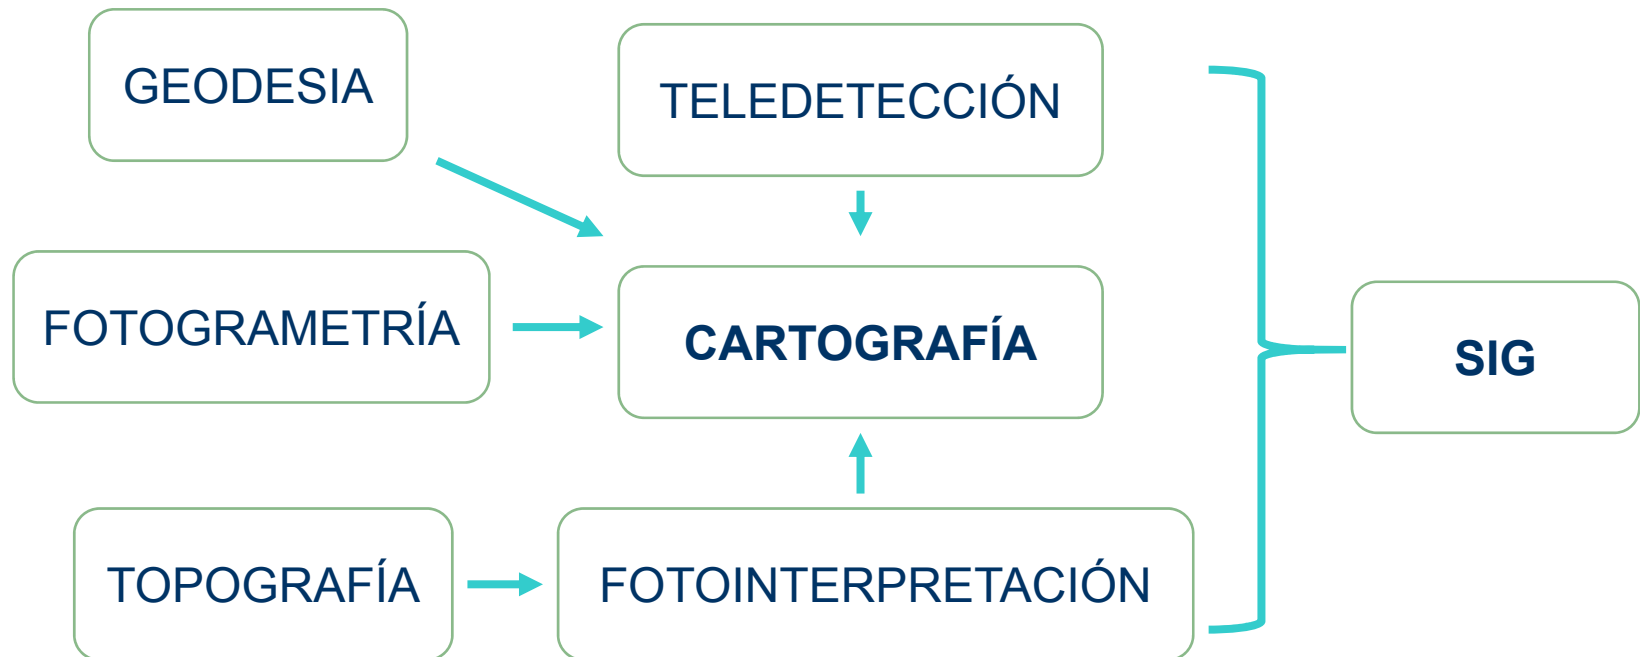 GEODESIA
TELEDETECCIÓN
FOTOGRAMETRÍA
CARTOGRAFÍA
SIG
TOPOGRAFÍA
FOTOINTERPRETACIÓN